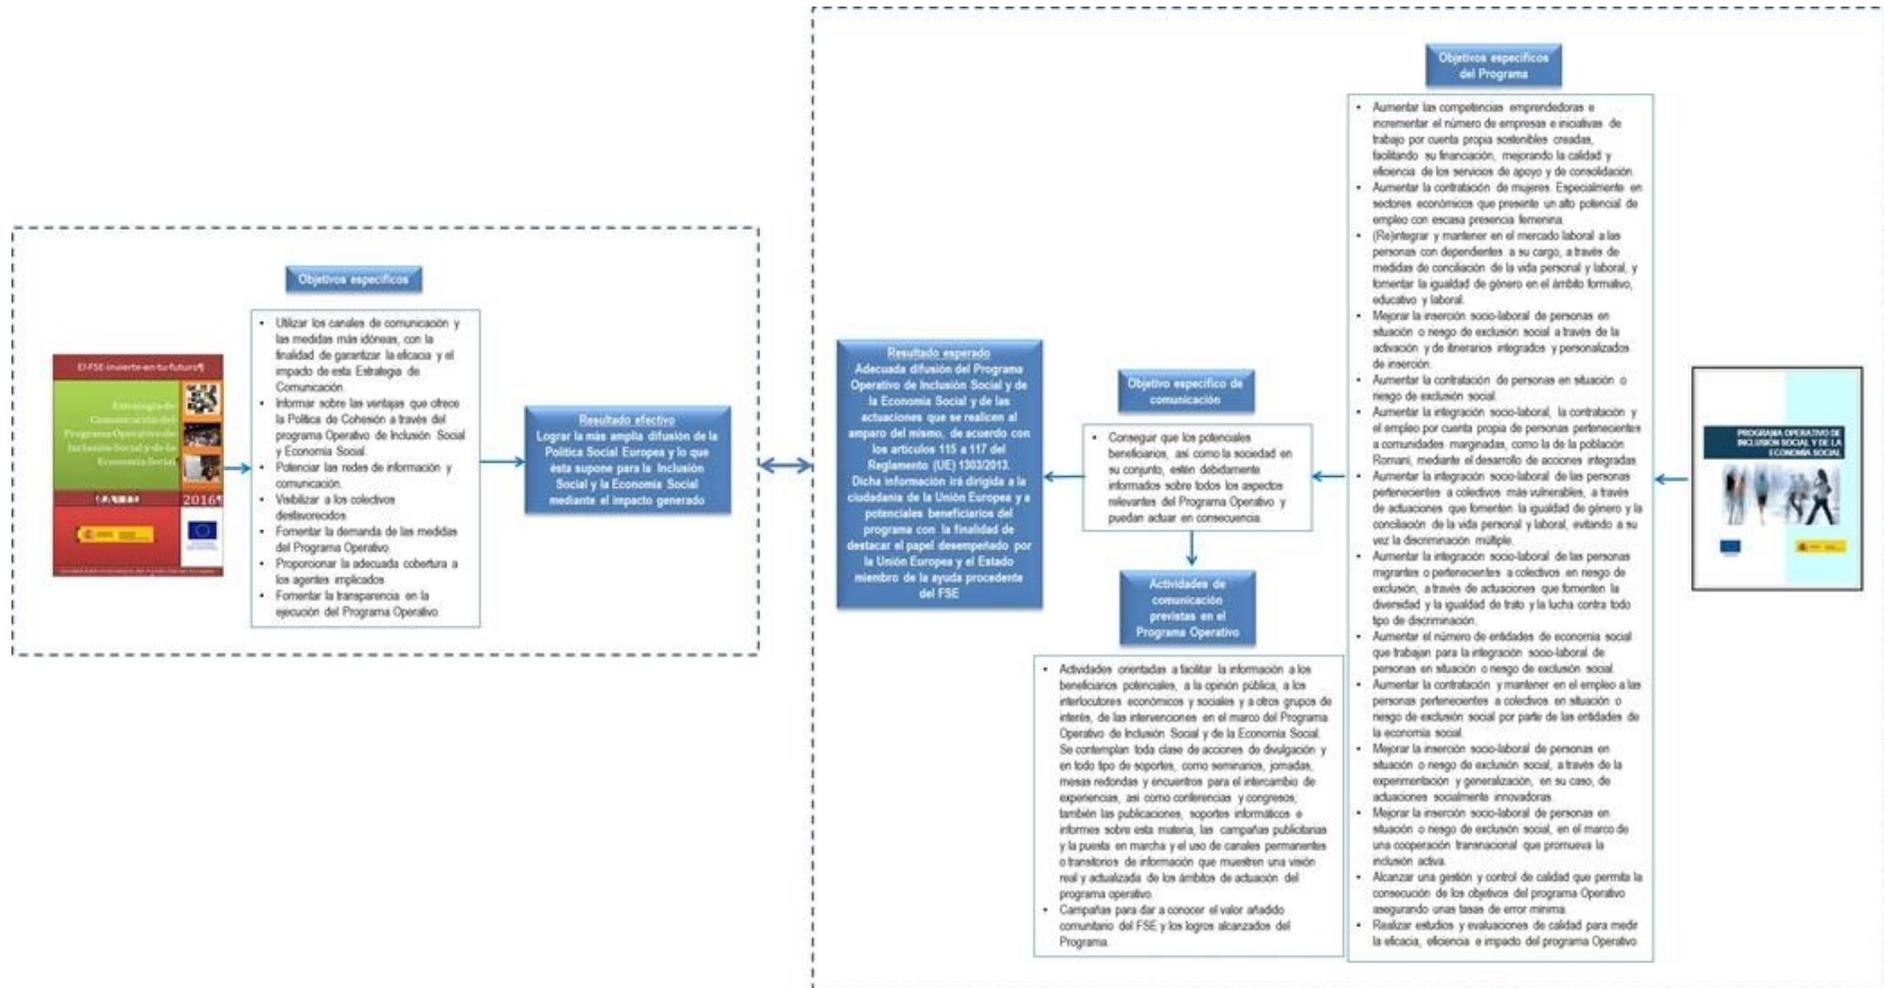 Objetivos específicos
El-FSE-invierte-en-tu-futuro¶
Estrategia de
Comunicación del
Programa Operativo de
Inclusión Social y de la
Economía Social
2016¶
• Utilizar los canales de comunicación y
las medidas más idóneas, con la
finalidad de garantizar la eficacia y el
impacto de esta Estrategia de
Comunicación.
• Informar sobre las ventajas que ofrece
la Política de Cohesión a través del
programa Operativo de Inclusión Social
y Economía Social.
• Potenciar las redes de información y
comunicación.
• Visibilizar a los colectivos
desfavorecidos
• Fomentar la demanda de las medidas
del Programa Operativo
• Proporcionar la adecuada cobertura a
los agentes implicados
• Fomentar la transparencia en la
ejecución del Programa Operativo.
Resultado efectivo
Lograr la más amplia difusión de la
Política Social Europea y lo que
ésta supone para la Inclusión
Social y la Economía Social
mediante el impacto generado
Resultado esperado
Adecuada difusión del Programa
Operativo de Inclusión Social y de
la Economía Social y de las
actuaciones que se realicen al
amparo del mismo, de acuerdo con
los artículos 115 a 117 del
Reglamento (UE) 1303/2013.
Dicha información irá dirigida a la
ciudadanía de la Unión Europea y a
potenciales beneficiarios del
programa con la finalidad de
destacar el papel desempeñado por
la Unión Europea y el Estado
miembro de la ayuda procedente
del FSE
Objetivo específico de
comunicación
• Conseguir que los potenciales
beneficiarios, así como la sociedad en
su conjunto, estén debidamente
informados sobre todos los aspectos
relevantes del Programa Operativo y
puedan actuar en consecuencia.
Actividades de
comunicación
previstas en el
Programa Operativo
• Actividades orientadas a facilitar la información a los
beneficiarios potenciales, a la opinión pública, a los
interlocutores económicos y sociales y a otros grupos de
interés, de las intervenciones en el marco del Programa
Operativo de Inclusión Social y de la Economía Social.
Se contemplan toda clase de acciones de divulgación y
en todo tipo de soportes, como seminarios, jornadas,
mesas redondas y encuentros para el intercambio de
experiencias, así como conferencias y congresos;
también las publicaciones, soportes informáticos e
informes sobre esta materia, las campañas publicitarias
y la puesta en marcha y el uso de canales permanentes
o transitorios de información que muestren una visión
real y actualizada de los ámbitos de actuación del
programa operativo.
• Campañas para dar a conocer el valor añadido
comunitario del FSE y los logros alcanzados del
Programa.
Objetivos específicos
del Programa
• Aumentar las competencias emprendedoras e
incrementar el número de empresas e iniciativas de
trabajo por cuenta propia sostenibles creadas,
facilitando su financiación, mejorando la calidad y
eficiencia de los servicios de apoyo y de consolidación.
• Aumentar la contratación de mujeres. Especialmente en
sectores económicos que presente un alto potencial de
empleo con escasa presencia femenina.
• (Re)integrar y mantener en el mercado laboral a las
personas con dependientes a su cargo, a través de
medidas de conciliación de la vida personal y laboral, y
fomentar la igualdad de género en el ámbito formativo,
educativo y laboral.
• Mejorar la inserción socio-laboral de personas en
situación o riesgo de exclusión social a través de la
activación y de itinerarios integrados y personalizados
de inserción.
• Aumentar la contratación de personas en situación o
riesgo de exclusión social.
• Aumentar la integración socio-laboral, la contratación y
el empleo por cuenta propia de personas pertenecientes
a comunidades marginadas, como la de la población
Romaní, mediante el desarrollo de acciones integradas
• Aumentar la integración socio-laboral de las personas
pertenecientes a colectivos más vulnerables, a través
de actuaciones que fomenten la igualdad de género y la
conciliación de la vida personal y laboral, evitando a su
vez la discriminación múltiple.
• Aumentar la integración socio-laboral de las personas
migrantes o pertenecientes a colectivos en riesgo de
exclusión, a través de actuaciones que fomenten la
diversidad y la igualdad de trato y la lucha contra todo
tipo de discriminación.
• Aumentar el número de entidades de economía social
que trabajan para la integración socio-laboral de
personas en situación o riesgo de exclusión social.
• Aumentar la contratación y mantener en el empleo a las
personas pertenecientes a colectivos en situación o
riesgo de exclusión social por parte de las entidades de
la economía social.
• Mejorar la inserción socio-laboral de personas en
situación o riesgo de exclusión social, a través de la
experimentación y generalización, en su caso, de
actuaciones socialmente innovadoras
• Mejorar la inserción socio-laboral de personas en
situación o riesgo de exclusión social, en el marco de
una cooperación transnacional que promueva la
inclusión activa.
• Alcanzar una gestión y control de calidad que permita la
consecución de los objetivos del programa Operativo
asegurando unas tasas de error mínima.
• Realizar estudios y evaluaciones de calidad para medir
la eficacia, eficiencia e impacto del programa Operativo
PROGRAMA OPERATIVO DE
INCLUSIÓN SOCIAL Y DE LA
ECONOMÍA SOCIAL